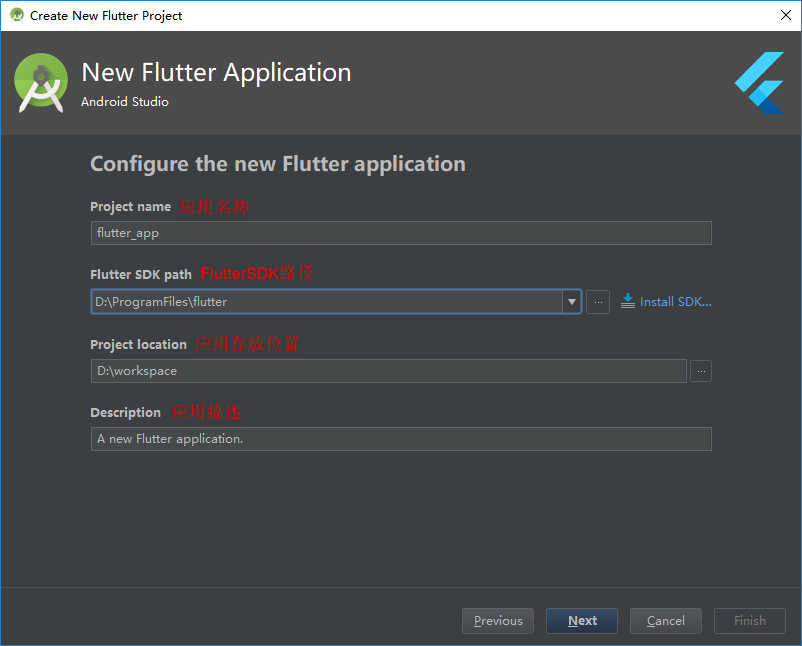 Create New Flutter Project
New Flutter Application
Android Studio
Configure the new Flutter application
Project name 应用名称
flutter_app
Flutter SDK path FlutterSDK路径
D:\ProgramFiles\flutter
... Install SDK...
Project location 应用存放位置
D:\workspace
...
Description 应用描述
A new Flutter application.
Previous Next Cancel Finish